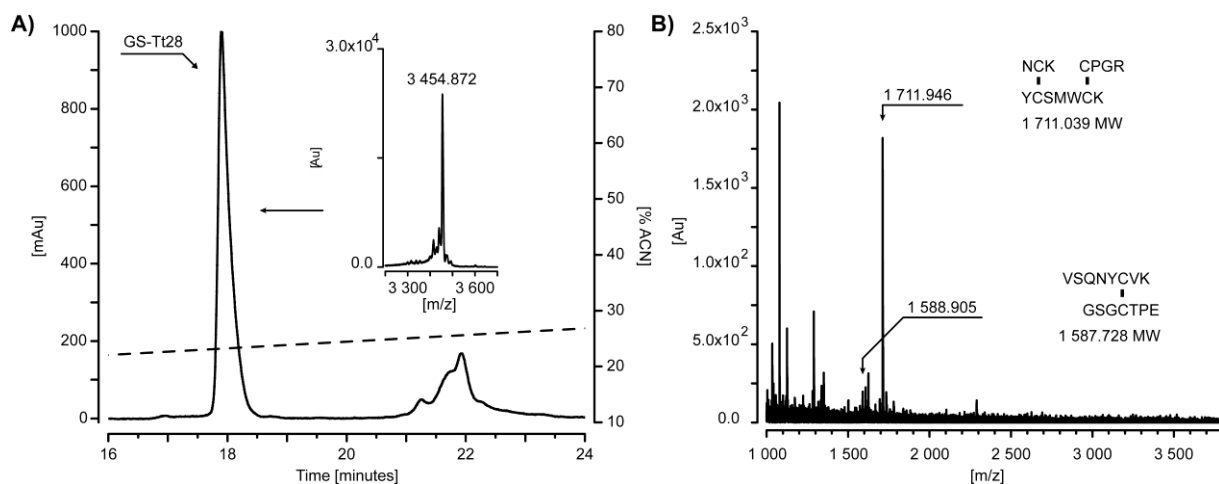 A)
GS-Tt28
3.0x10⁴
3 454.872
[Au]
0.0
3 300
3 600
[m/z]
1000
800
600
400
200
0
[mAu]
80
70
60
50
40
30
20
10
[% ACN]
16
18
20
22
24
Time [minutes]
B)
2.5x10³
2.0x10³
1.5x10³
1.0x10³
5.0x10²
0.0
[Au]
1 711.946
NCK CPGR
YCSMWCK
1 711.039 MW
1 588.905
VSQNYCVK
GSGCTPE
1 587.728 MW
1 000
1 500
2 000
2 500
3 000
3 500
[m/z]